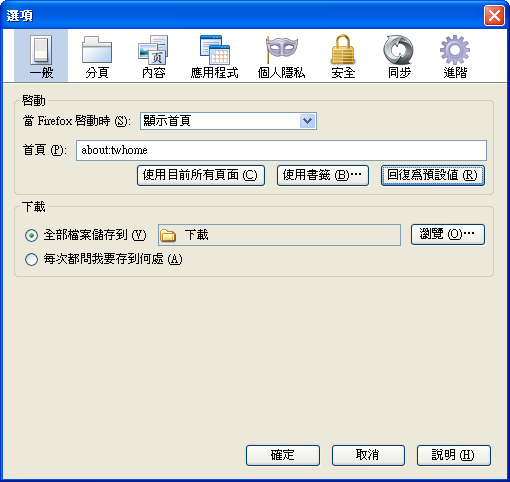 選項
一般 分頁 內容 應用程式 個人隱私 安全 同步 進階
啟動
當 Firefox 啟動時 (S): 顯示首頁
首頁 (P): about:twhome
使用目前所有頁面 (C) 使用書籤 (B)… 回復為預設值 (R)
下載
全部檔案儲存到 (V) 下載 瀏覽 (O)…
每次都問我要存到何處 (A)
確定 取消 說明 (H)